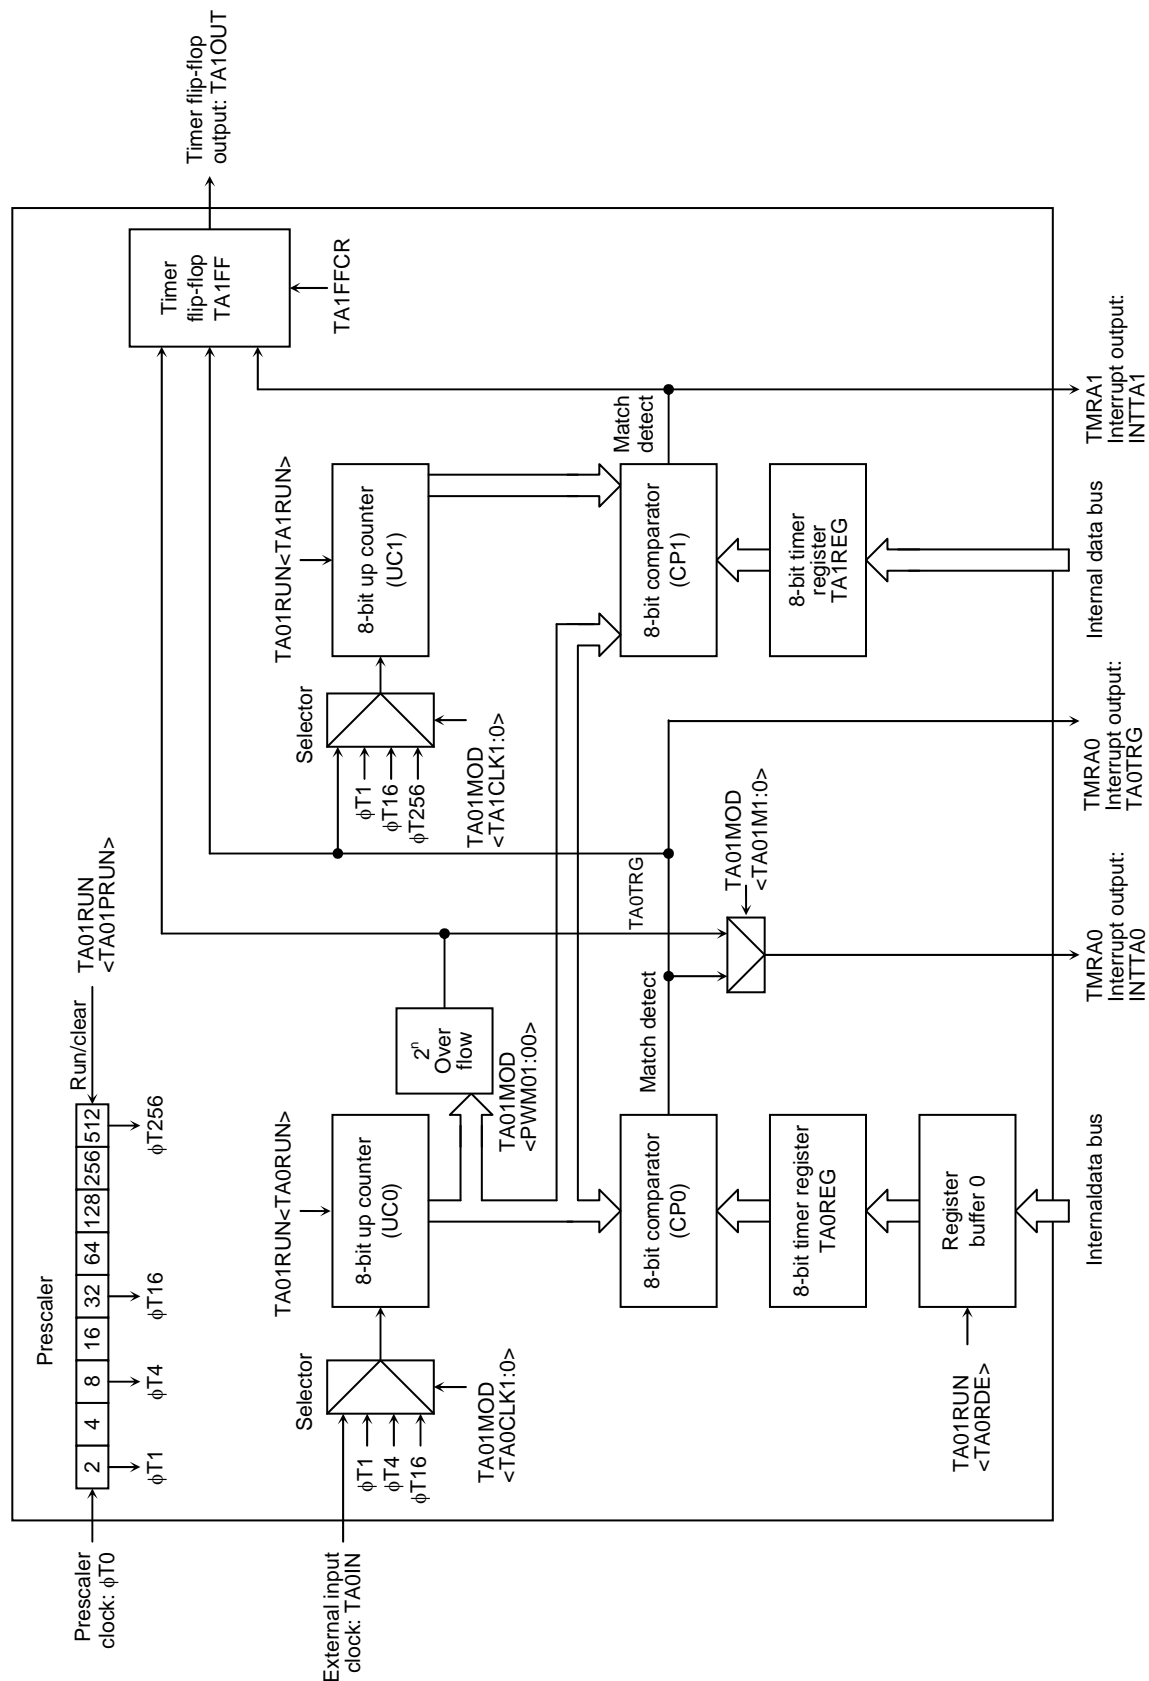 Prescaler
Prescaler
clock: ϕT0
2 4 8 16 32 64 128 256 512
Run/clear
TA01RUN
<TA01PRUN>
ϕT1
ϕT4
ϕT16
ϕT256
External input
clock: TA0IN
ϕT1
ϕT4
ϕT16
Selector
TA01MOD
<TA0CLK1:0>
TA01RUN<TA0RUN>
8-bit up counter
(UC0)
2ⁿ
Over
flow
TA01MOD
<PWM01:00>
Selector
ϕT1
ϕT16
ϕT256
TA01MOD
<TA1CLK1:0>
TA01RUN<TA1RUN>
8-bit up counter
(UC1)
Timer
flip-flop
TA1FF
TA1FFCR
Timer flip-flop
output: TA1OUT
8-bit comparator
(CP0)
Match detect
TA0TRG
TA01MOD
<TA01M1:0>
8-bit comparator
(CP1)
Match
detect
8-bit timer register
TA0REG
8-bit timer
register
TA1REG
TA01RUN
<TA0RDE>
Register
buffer 0
Internaldata bus
TMRA0
Interrupt output:
INTTA0
TMRA0
Interrupt output:
TA0TRG
Internal data bus
TMRA1
Interrupt output:
INTTA1